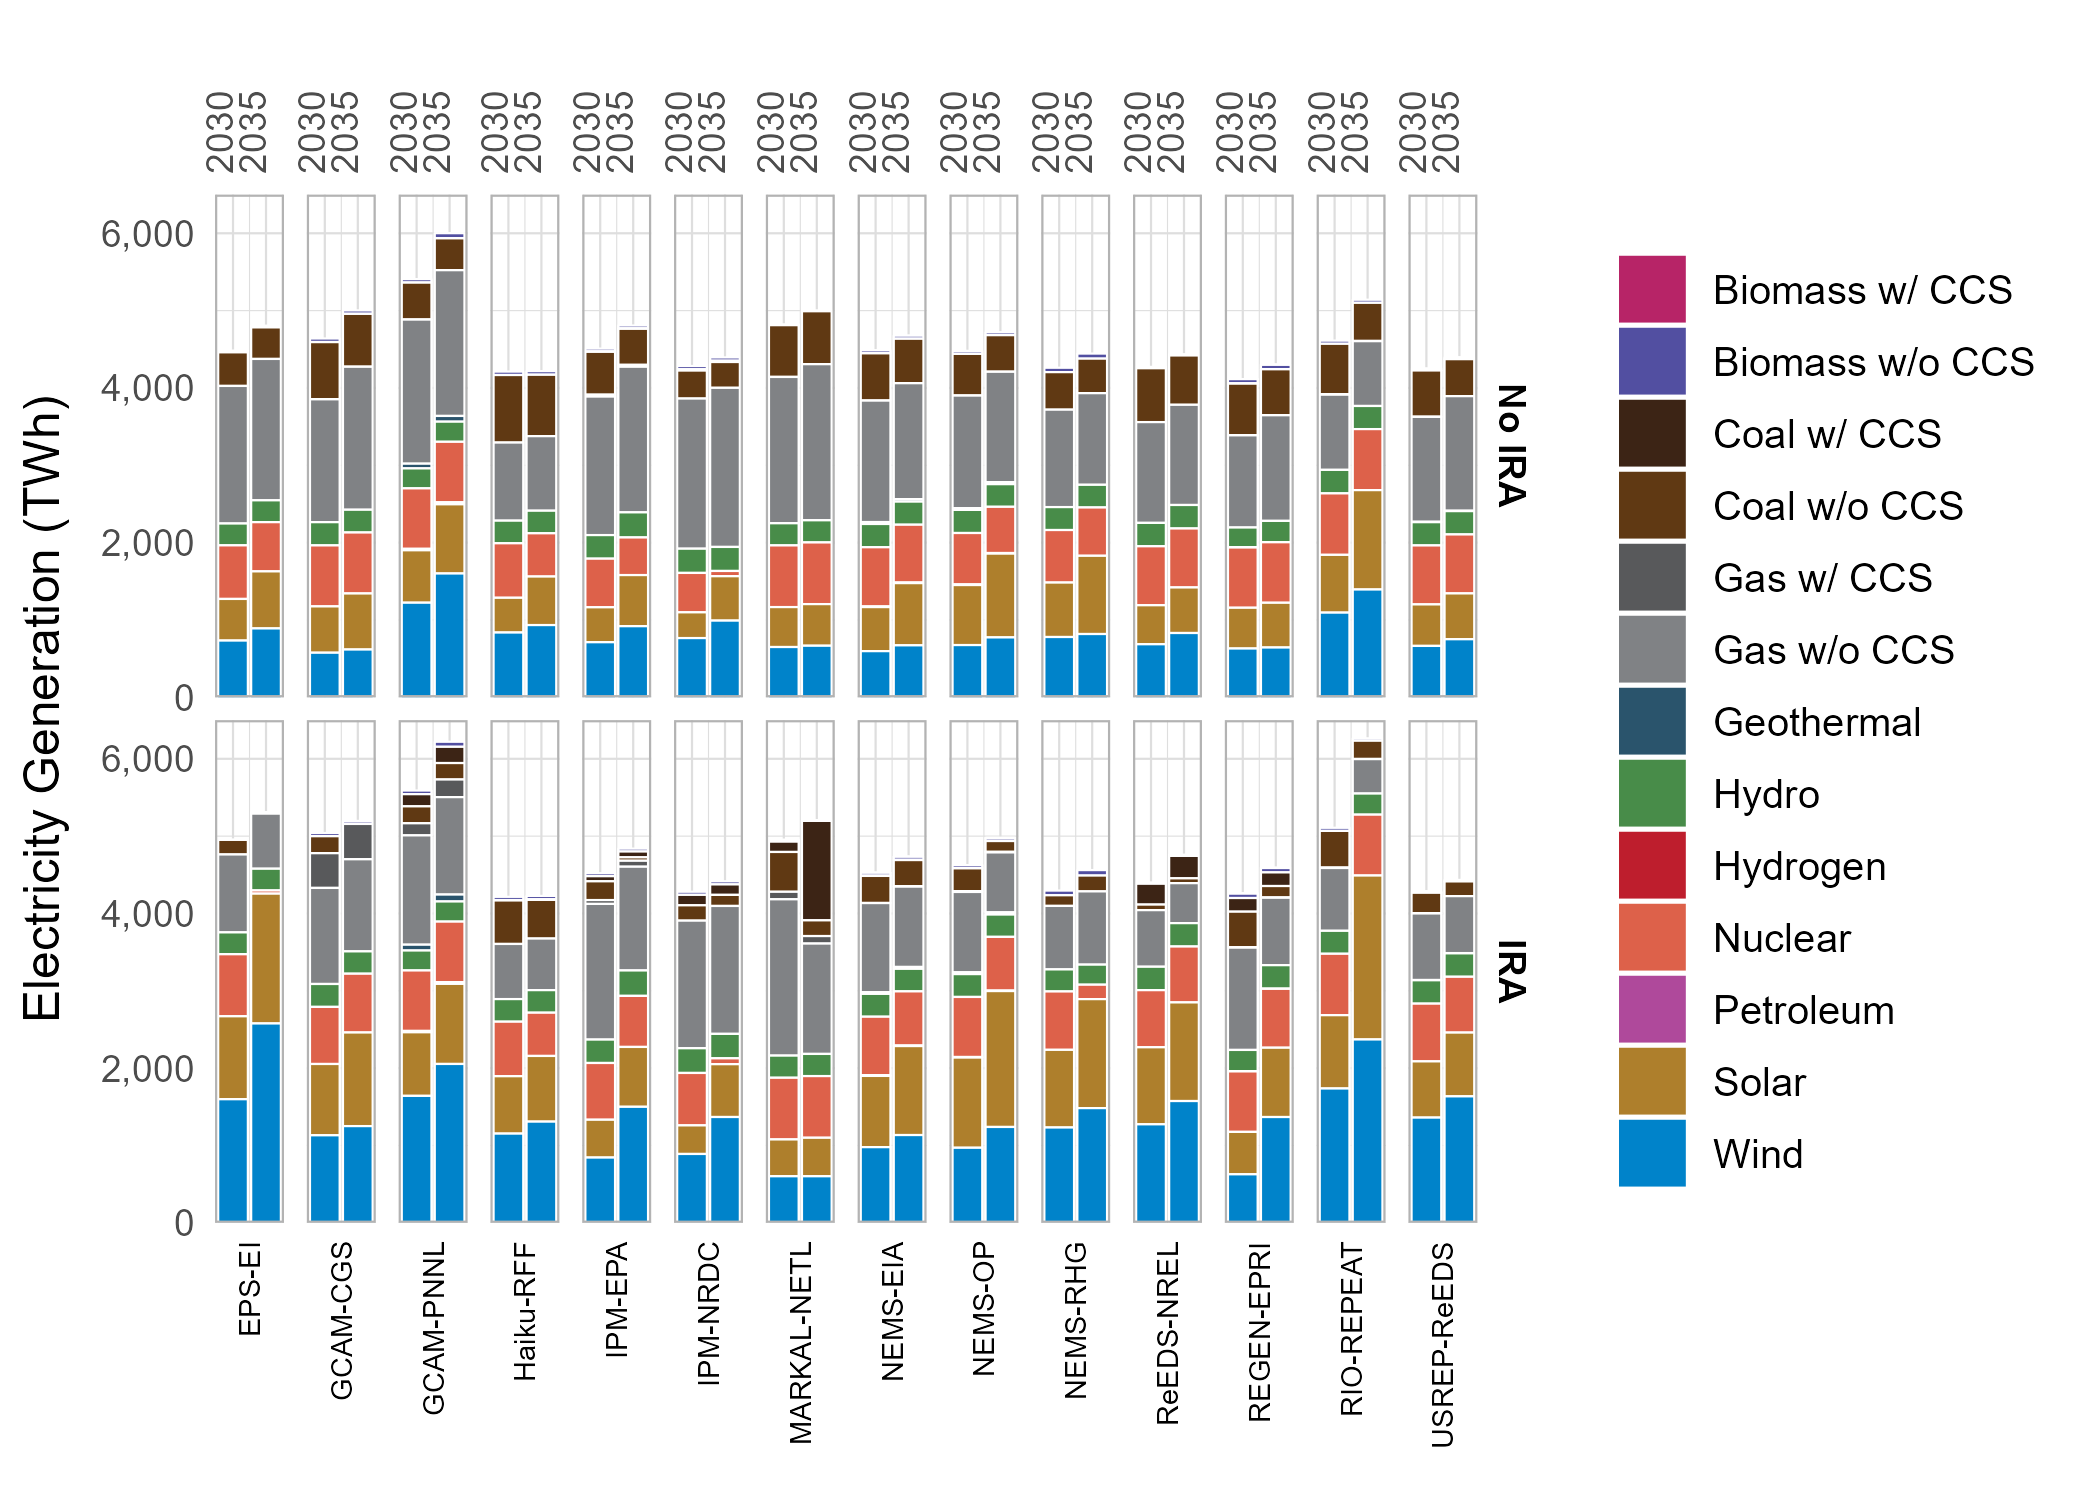 2030 2035 2030 2035 2030 2035 2030 2035 2030 2035 2030 2035 2030 2035 2030 2035 2030 2035 2030 2035 2030 2035 2030 2035 2030 2035 2030 2035
Electricity Generation (TWh)
6,000
4,000
2,000
0
No IRA
6,000
4,000
2,000
0
IRA
EPS-EI
GCAM-CGS
GCAM-PNNL
Haiku-RFF
IPM-EPA
IPM-NRDC
MARKAL-NETL
NEMS-EIA
NEMS-OP
NEMS-RHG
ReEDS-NREL
REGEN-EPRI
RIO-REPEAT
USREP-ReEDS
Biomass w/ CCS
Biomass w/o CCS
Coal w/ CCS
Coal w/o CCS
Gas w/ CCS
Gas w/o CCS
Geothermal
Hydro
Hydrogen
Nuclear
Petroleum
Solar
Wind